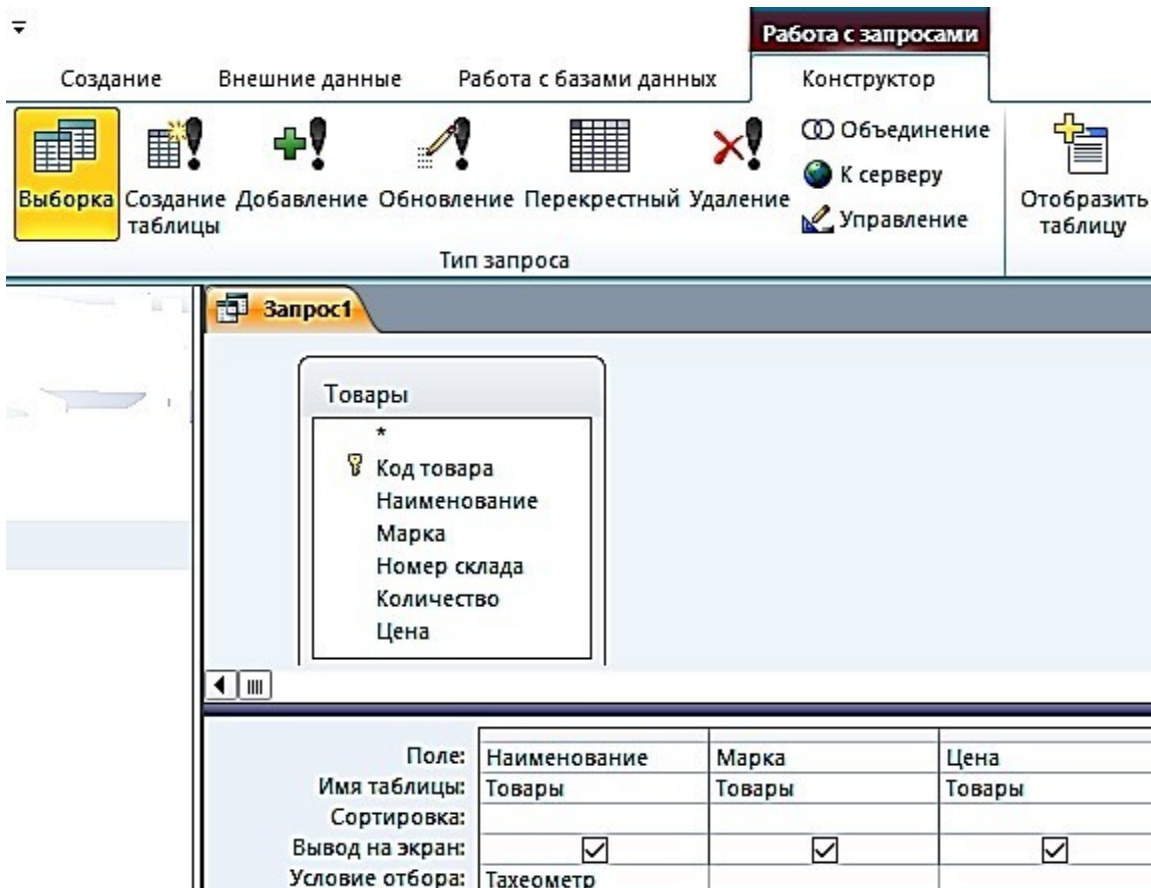 Работа с запросами
Создание Внешние данные Работа с базами данных Конструктор
Выборка Создание таблицы Добавление Обновление Перекрестный Удаление
Объединение
К серверу
Управление
Отобразить таблицу
Тип запроса
Запрос1
Товары
*
Код товара
Наименование
Марка
Номер склада
Количество
Цена
Поле: Наименование Марка Цена
Имя таблицы: Товары Товары Товары
Сортировка:
Вывод на экран:
Условие отбора: Тахеометр